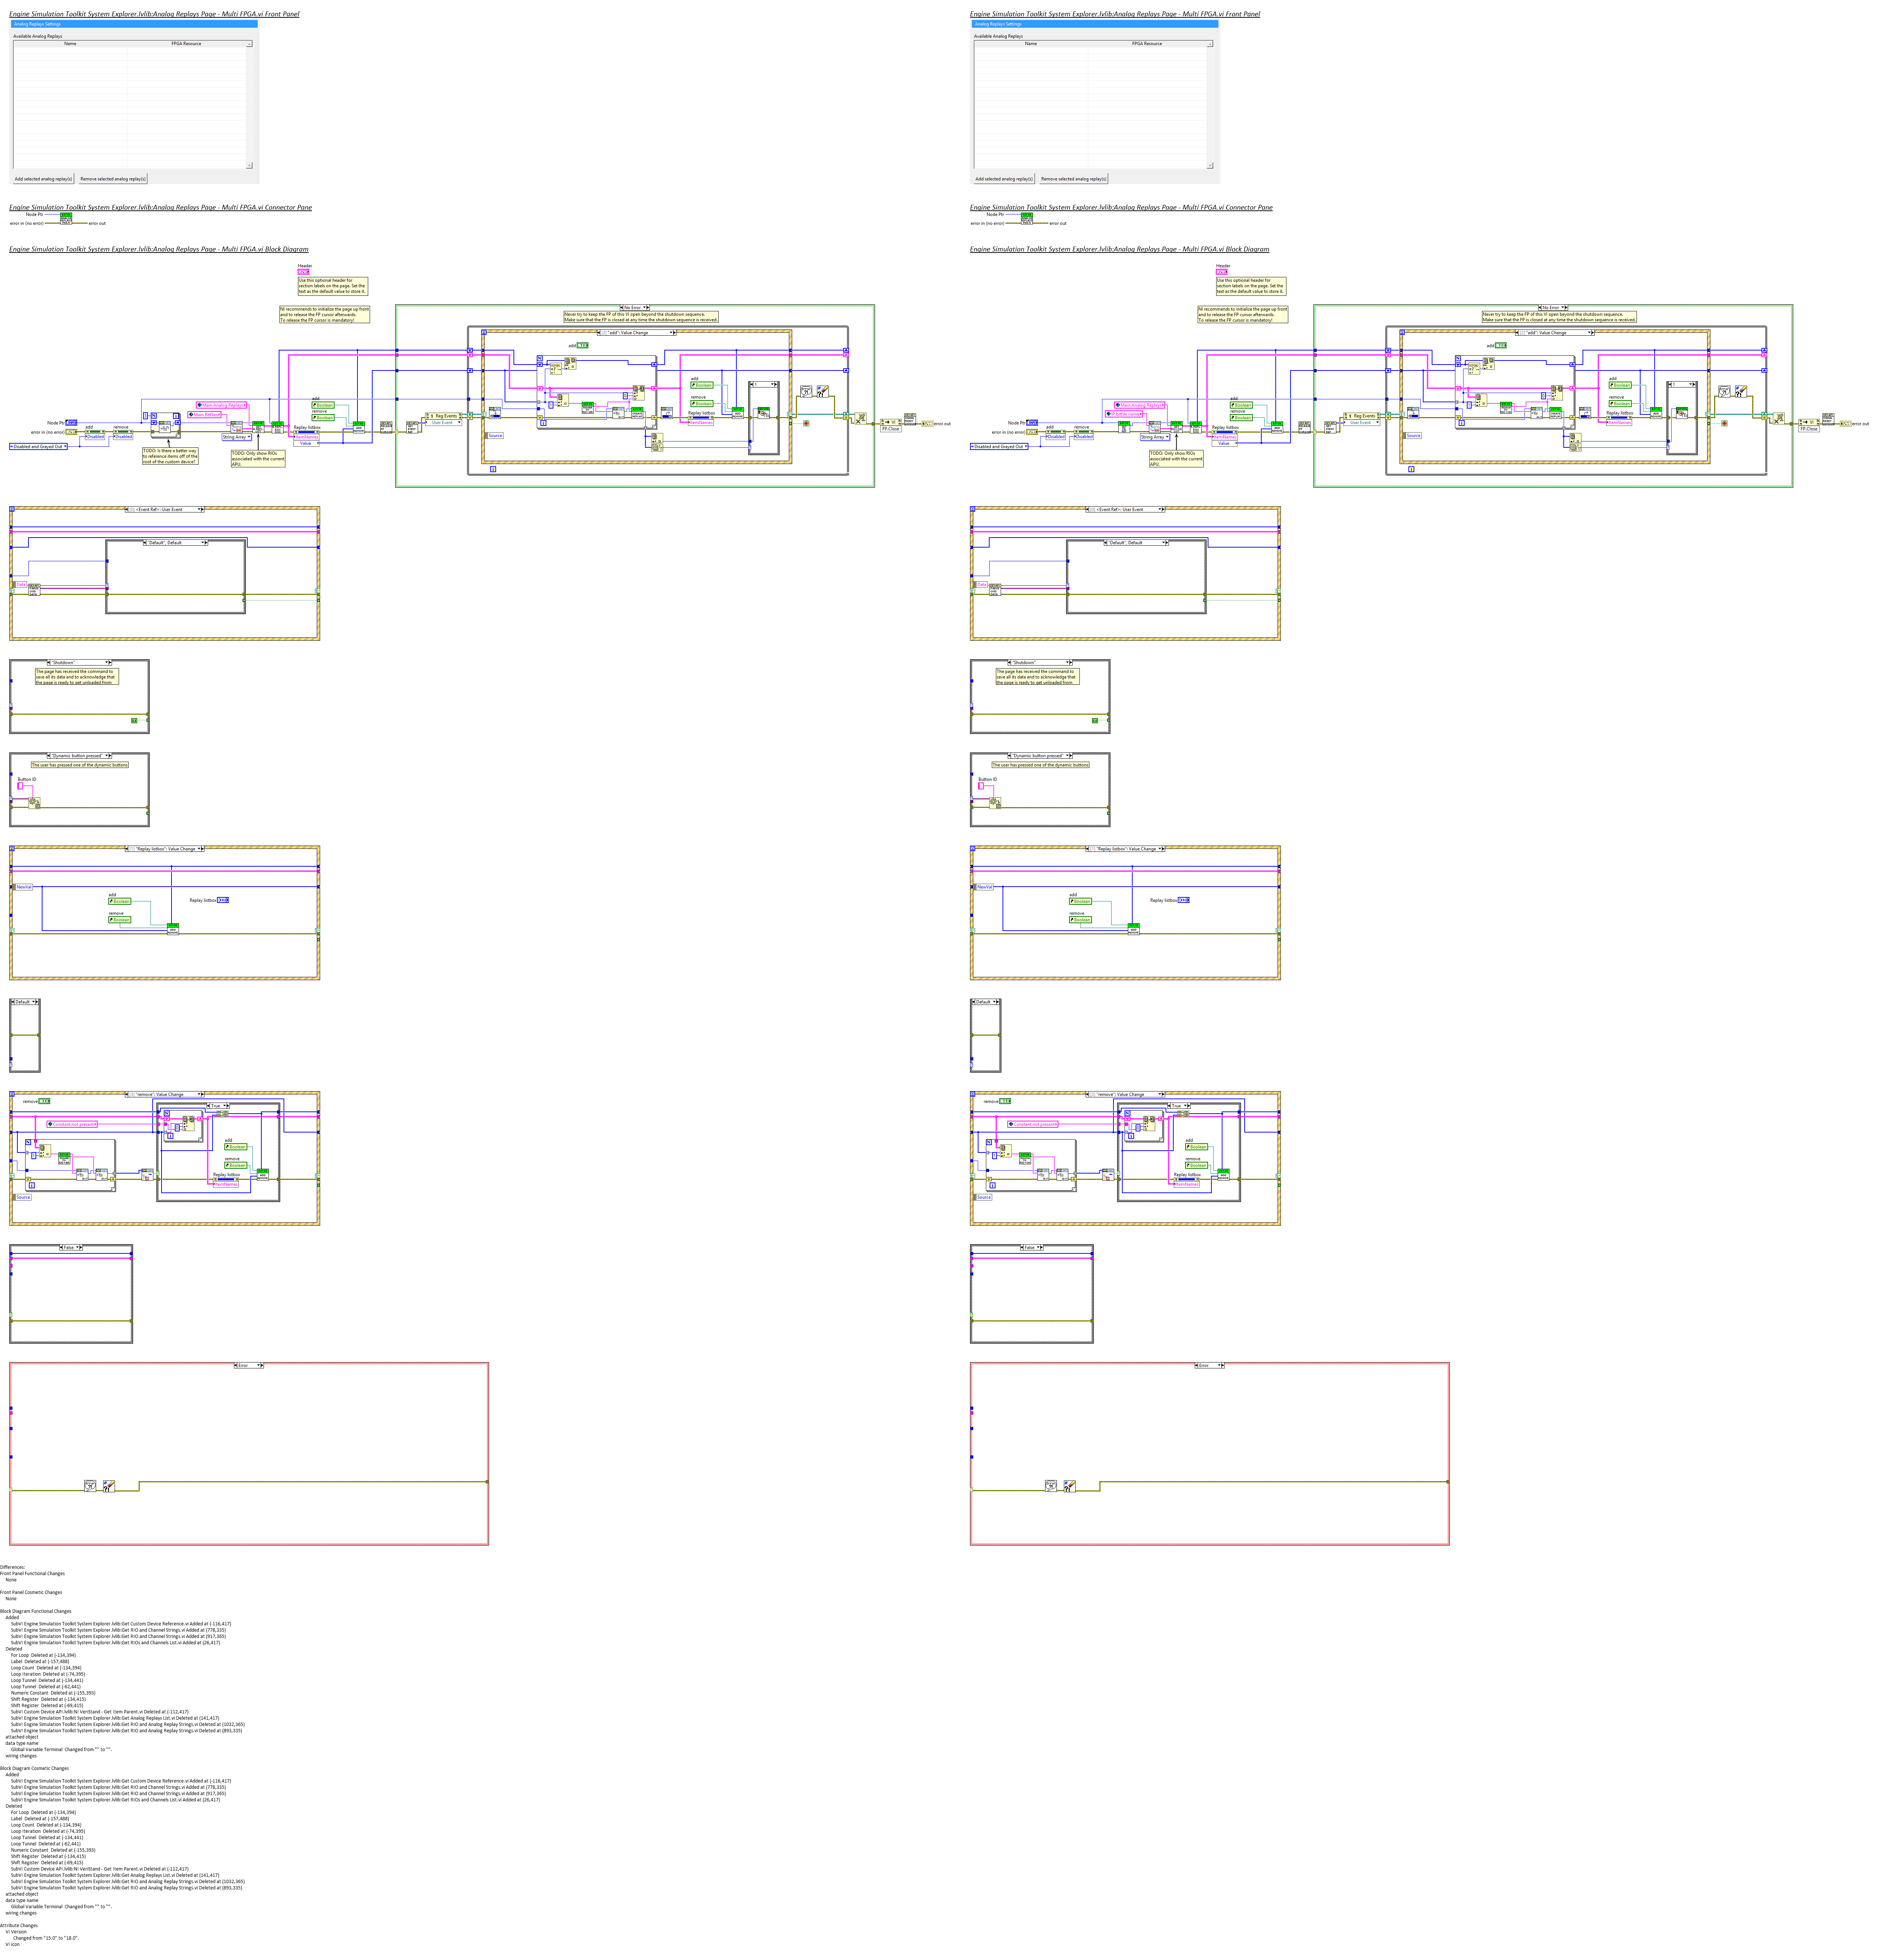 Engine Simulation Toolkit System Explorer.lvlib:Analog Replays Page - Multi FPGA.vi Front Panel
Analog Replays Settings
Available Analog Replays
Name FPGA Resource
Add selected analog replay(s) Remove selected analog replay(s)
Engine Simulation Toolkit System Explorer.lvlib:Analog Replays Page - Multi FPGA.vi Connector Pane
Node Ptr
error in (no error) error out
Engine Simulation Toolkit System Explorer.lvlib:Analog Replays Page - Multi FPGA.vi Block Diagram
Header
Use this optional header for
section labels on the page. Set the
text as the default value to store it.
NI recommends to initialize the page up front
and to release the FP cursor afterwards.
To release the FP cursor is mandatory!
No Error
Never try to keep the FP of this VI open beyond the shutdown sequence.
Make sure that the FP is closed at any time the shutdown sequence is received.
"add": Value Change
add
add
Boolean
remove
Boolean
Replay listbox
ItemNames
Source
Main.Analog Replays
add
Boolean
remove
Boolean
Node Ptr
error in (no error)
add
Disabled
remove
Disabled
Disabled and Grayed Out
String Array
Replay listbox
ItemNames
Value
Reg Events
User Event
FP.Close
error out
TODO: Is there a better way
to reference items off of the
root of the custom device?
TODO: Only show RIOs
associated with the current
APU.
<Event Ref>: User Event
"Default", Default
Data
"Shutdown"
The page has received the command to
save all its data and to acknowledge that
the page is ready to get unloaded from
"Dynamic button pressed"
The user has pressed one of the dynamic buttons
Button ID
"Replay listbox": Value Change
NewVal
add
Boolean
remove
Boolean
Replay listbox
Default
"remove": Value Change
remove
True
Constant.not present
add
Boolean
remove
Boolean
Replay listbox
ItemNames
Source
False
Error
Engine Simulation Toolkit System Explorer.lvlib:Analog Replays Page - Multi FPGA.vi Front Panel
Analog Replays Settings
Available Analog Replays
Name FPGA Resource
Add selected analog replay(s) Remove selected analog replay(s)
Engine Simulation Toolkit System Explorer.lvlib:Analog Replays Page - Multi FPGA.vi Connector Pane
Node Ptr
error in (no error) error out
Engine Simulation Toolkit System Explorer.lvlib:Analog Replays Page - Multi FPGA.vi Block Diagram
Header
Use this optional header for
section labels on the page. Set the
text as the default value to store it.
NI recommends to initialize the page up front
and to release the FP cursor afterwards.
To release the FP cursor is mandatory!
No Error
Never try to keep the FP of this VI open beyond the shutdown sequence.
Make sure that the FP is closed at any time the shutdown sequence is received.
"add": Value Change
add
add
Boolean
remove
Boolean
Replay listbox
ItemNames
Source
Main.Analog Replays
add
Boolean
remove
Boolean
Node Ptr
error in (no error)
add
Disabled
remove
Disabled
Disabled and Grayed Out
String Array
Replay listbox
ItemNames
Value
Reg Events
User Event
FP.Close
error out
TODO: Only show RIOs
associated with the current
APU.
<Event Ref>: User Event
"Default", Default
Data
"Shutdown"
The page has received the command to
save all its data and to acknowledge that
the page is ready to get unloaded from
"Dynamic button pressed"
The user has pressed one of the dynamic buttons
Button ID
"Replay listbox": Value Change
NewVal
add
Boolean
remove
Boolean
Replay listbox
Default
"remove": Value Change
remove
True
Constant.not present
add
Boolean
remove
Boolean
Replay listbox
ItemNames
Source
False
Error
Differences:
Front Panel Functional Changes
None
Front Panel Cosmetic Changes
None
Block Diagram Functional Changes
Added
SubVI Engine Simulation Toolkit System Explorer.lvlib:Get Custom Device Reference.vi Added at (-116,417)
SubVI Engine Simulation Toolkit System Explorer.lvlib:Get RIO and Channel Strings.vi Added at (778,335)
SubVI Engine Simulation Toolkit System Explorer.lvlib:Get RIO and Channel Strings.vi Added at (917,365)
SubVI Engine Simulation Toolkit System Explorer.lvlib:Get RIOs and Channels List.vi Added at (26,417)
Deleted
For Loop Deleted at (-134,394)
Label Deleted at (-157,488)
Loop Count Deleted at (-134,394)
Loop Iteration Deleted at (-74,395)
Loop Tunnel Deleted at (-134,441)
Loop Tunnel Deleted at (-62,441)
Numeric Constant Deleted at (-155,393)
Shift Register Deleted at (-134,415)
Shift Register Deleted at (-69,415)
SubVI Custom Device API.lvlib:NI VeriStand - Get Item Parent.vi Deleted at (-112,417)
SubVI Engine Simulation Toolkit System Explorer.lvlib:Get Analog Replays List.vi Deleted at (141,417)
SubVI Engine Simulation Toolkit System Explorer.lvlib:Get RIO and Analog Replay Strings.vi Deleted at (1032,365)
SubVI Engine Simulation Toolkit System Explorer.lvlib:Get RIO and Analog Replay Strings.vi Deleted at (893,335)
attached object
data type name
Global Variable Terminal Changed from "" to "".
wiring changes
Block Diagram Cosmetic Changes
Added
SubVI Engine Simulation Toolkit System Explorer.lvlib:Get Custom Device Reference.vi Added at (-116,417)
SubVI Engine Simulation Toolkit System Explorer.lvlib:Get RIO and Channel Strings.vi Added at (778,335)
SubVI Engine Simulation Toolkit System Explorer.lvlib:Get RIO and Channel Strings.vi Added at (917,365)
SubVI Engine Simulation Toolkit System Explorer.lvlib:Get RIOs and Channels List.vi Added at (26,417)
Deleted
For Loop Deleted at (-134,394)
Label Deleted at (-157,488)
Loop Count Deleted at (-134,394)
Loop Iteration Deleted at (-74,395)
Loop Tunnel Deleted at (-134,441)
Loop Tunnel Deleted at (-62,441)
Numeric Constant Deleted at (-155,393)
Shift Register Deleted at (-134,415)
Shift Register Deleted at (-69,415)
SubVI Custom Device API.lvlib:NI VeriStand - Get Item Parent.vi Deleted at (-112,417)
SubVI Engine Simulation Toolkit System Explorer.lvlib:Get Analog Replays List.vi Deleted at (141,417)
SubVI Engine Simulation Toolkit System Explorer.lvlib:Get RIO and Analog Replay Strings.vi Deleted at (1032,365)
SubVI Engine Simulation Toolkit System Explorer.lvlib:Get RIO and Analog Replay Strings.vi Deleted at (893,335)
attached object
data type name
Global Variable Terminal Changed from "" to "".
wiring changes
Attribute Changes
VI Version
Changed from "15.0" to "18.0".
VI icon